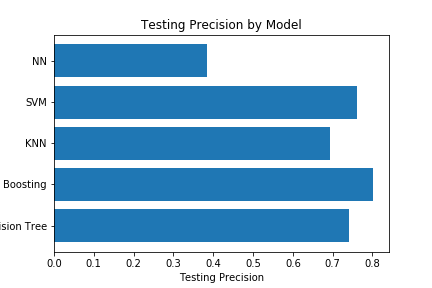 Testing Precision by Model
NN
SVM
KNN
Boosting
ision Tree
0.0 0.1 0.2 0.3 0.4 0.5 0.6 0.7 0.8
Testing Precision